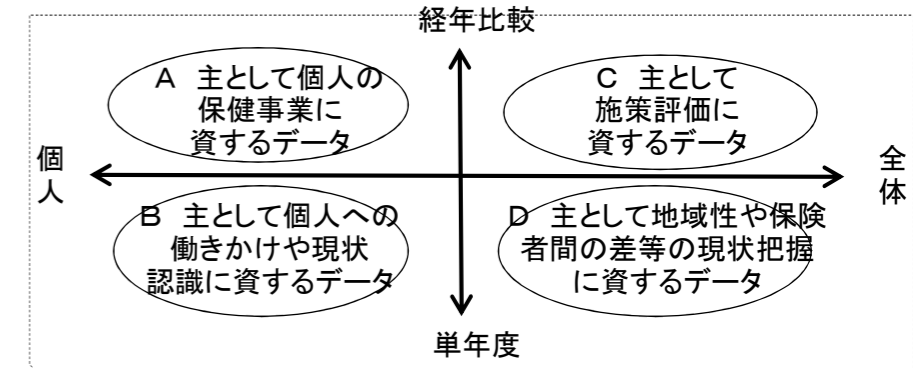 経年比較
A 主として個人の
保健事業に
資するデータ
C 主として
施策評価に
資するデータ
個
人
全
体
B 主として個人への
働きかけや現状
認識に資するデータ
D 主として地域性や保険
者間の差等の現状把握
に資するデータ
単年度